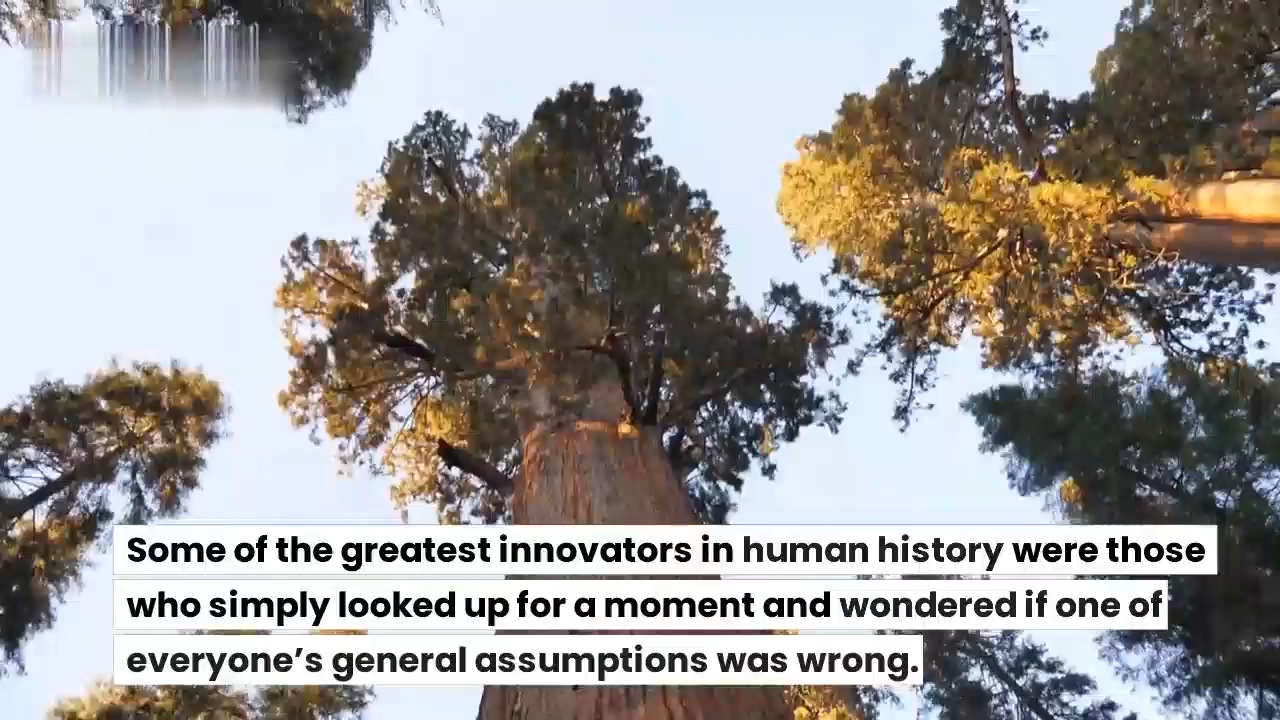 Some of the greatest innovators in human history were those
who simply looked up for a moment and wondered if one of
everyone’s general assumptions was wrong.